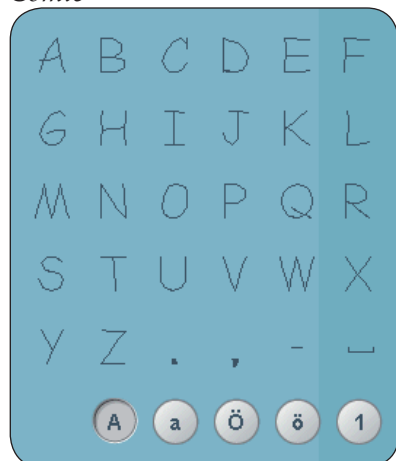 Comic
A B C D E F
G H I J K L
M N O P Q R
S T U V W X
Y Z . , - ␣
A a Ö ö 1